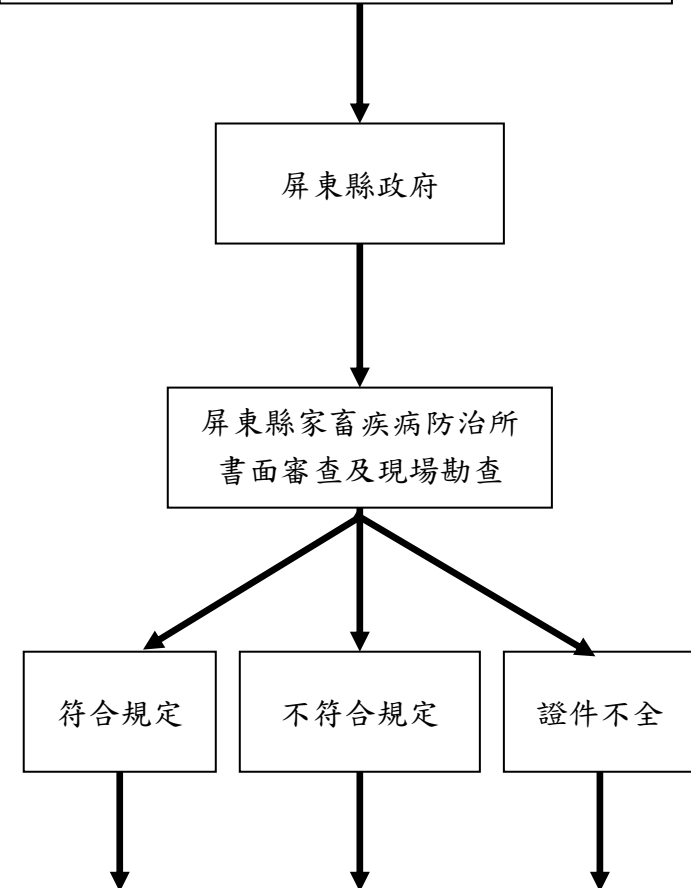 屏東縣政府
屏東縣家畜疾病防治所
書面審查及現場勘查
符合規定
不符合規定
證件不全